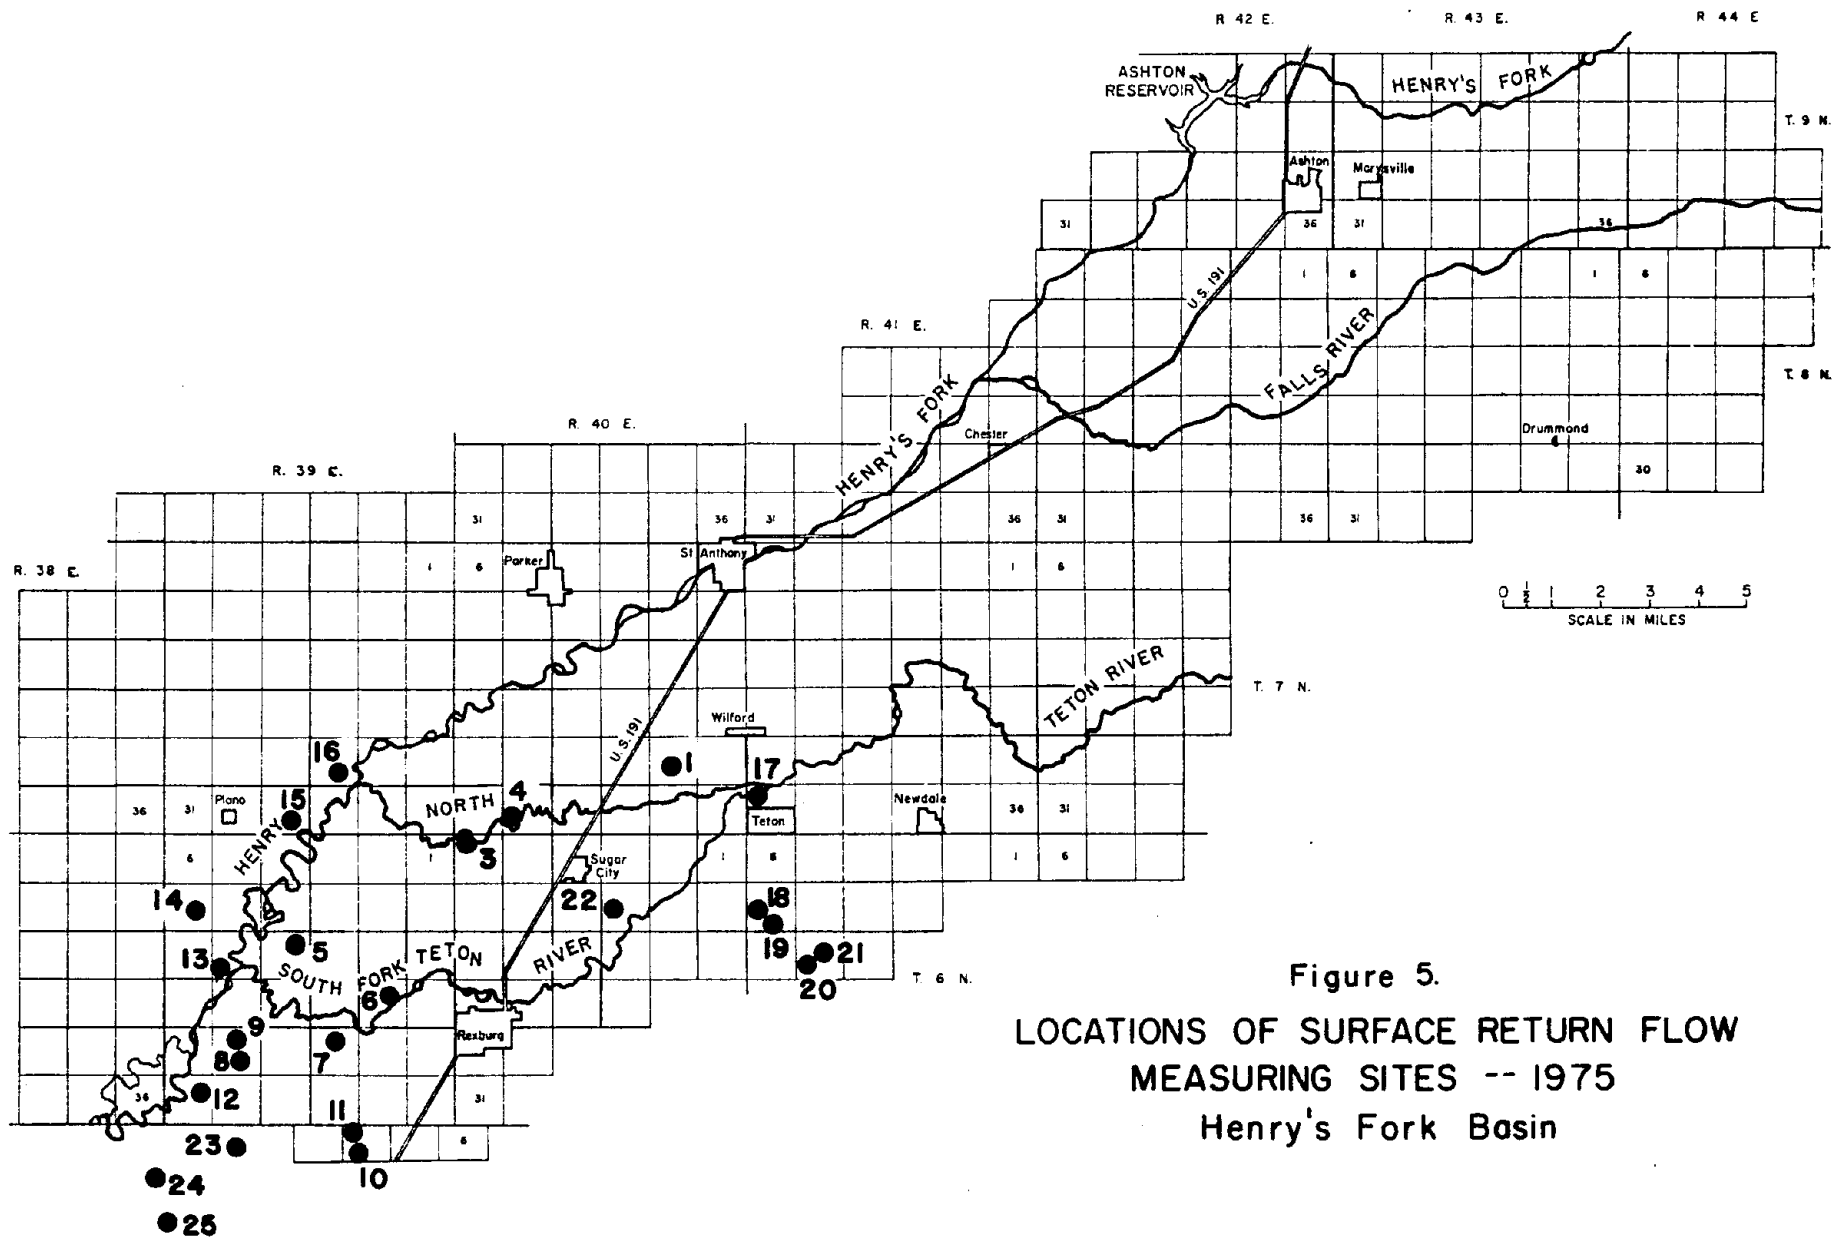 R 42 E.
R. 43 E.
R 44 E
ASHTON
RESERVOIR
HENRY'S FORK
T. 9 N.
Ashton
Marysville
31
36
31
36
1
6
1
6
U.S. 191
R. 41 E.
FALLS RIVER
T. 8 N.
HENRY'S FORK
R. 40 E.
Chester
Drummond
30
R. 39 E.
31
36
31
36
31
36
31
St Anthony
Parker
1
6
1
6
R. 38 E.
0 ½ 1 2 3 4 5
SCALE IN MILES
TETON RIVER
T. 7 N.
Wilford
U.S. 191
16
1
17
4
NORTH
15
36
31
Plano
Newdale
36
31
Teton
HENRY
3
6
1
Sugar
City
1
6
1
6
14
22
18
19
21
20
5
13
SOUTH FORK TETON RIVER
6
T. 6 N.
9
8
7
Rexburg
36
12
31
11
23
6
10
24
25
Figure 5.
LOCATIONS OF SURFACE RETURN FLOW
MEASURING SITES -- 1975
Henry's Fork Basin